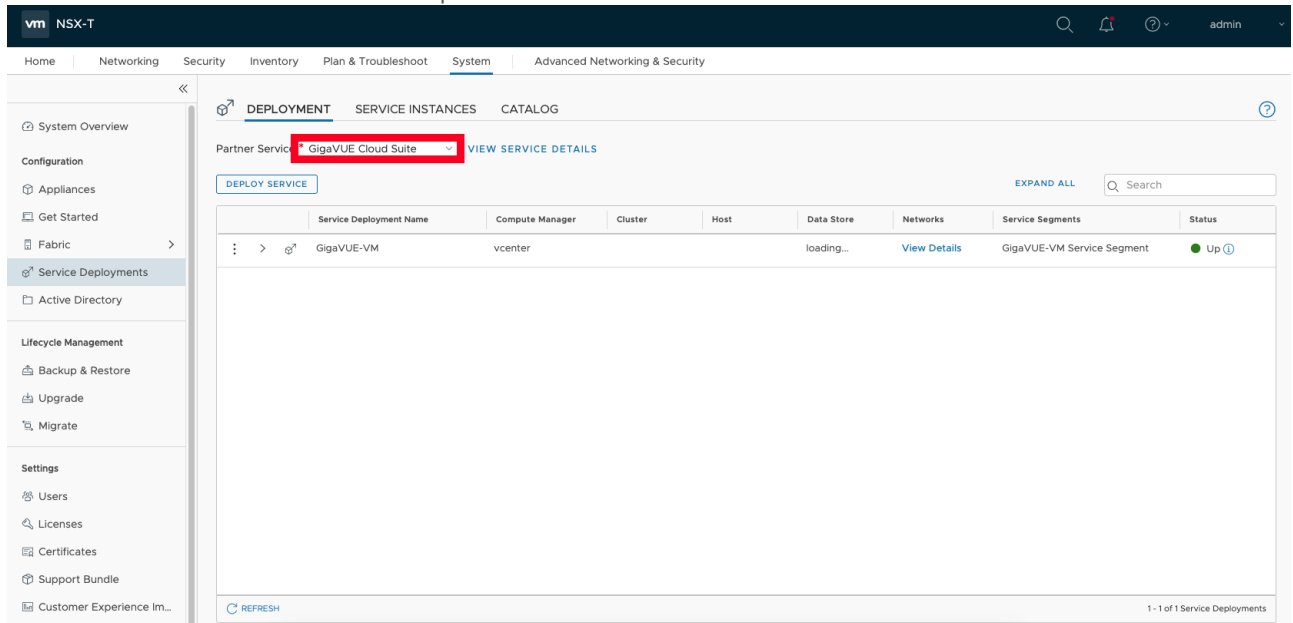 vm NSX-T
admin
Home Networking Security Inventory Plan & Troubleshoot System Advanced Networking & Security
System Overview
Configuration
Appliances
Get Started
Fabric
Service Deployments
Active Directory
Lifecycle Management
Backup & Restore
Upgrade
Migrate
Settings
Users
Licenses
Certificates
Support Bundle
Customer Experience Im...
DEPLOYMENT SERVICE INSTANCES CATALOG
Partner Service * GigaVUE Cloud Suite VIEW SERVICE DETAILS
DEPLOY SERVICE EXPAND ALL Search
Service Deployment Name Compute Manager Cluster Host Data Store Networks Service Segments Status
GigaVUE-VM vcenter loading... View Details GigaVUE-VM Service Segment Up
REFRESH 1 - 1 of 1 Service Deployments